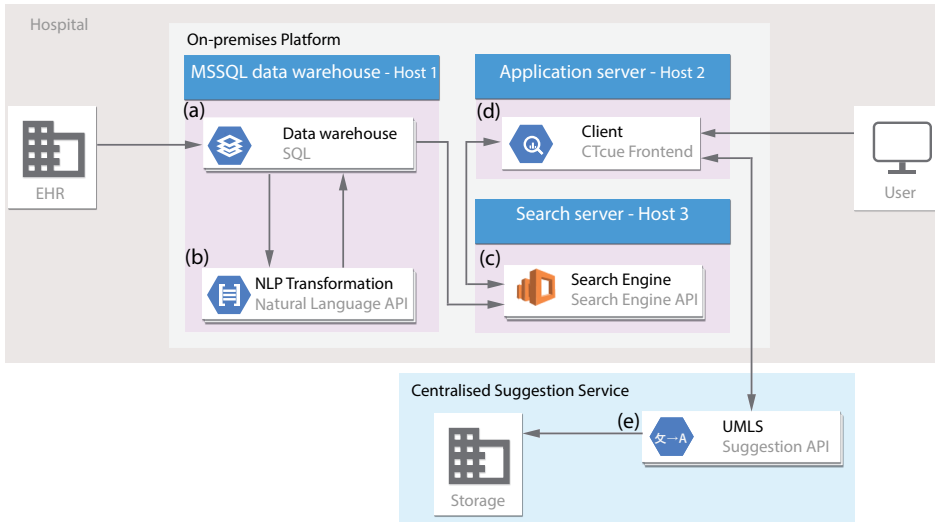 Hospital
On-premises Platform
MSSQL data warehouse - Host 1
Application server - Host 2
(a)
Data warehouse
SQL
(d)
Client
CTcue Frontend
EHR
User
Search server - Host 3
(b)
NLP Transformation
Natural Language API
(c)
Search Engine
Search Engine API
Centralised Suggestion Service
(e)
文→A
UMLS
Suggestion API
Storage